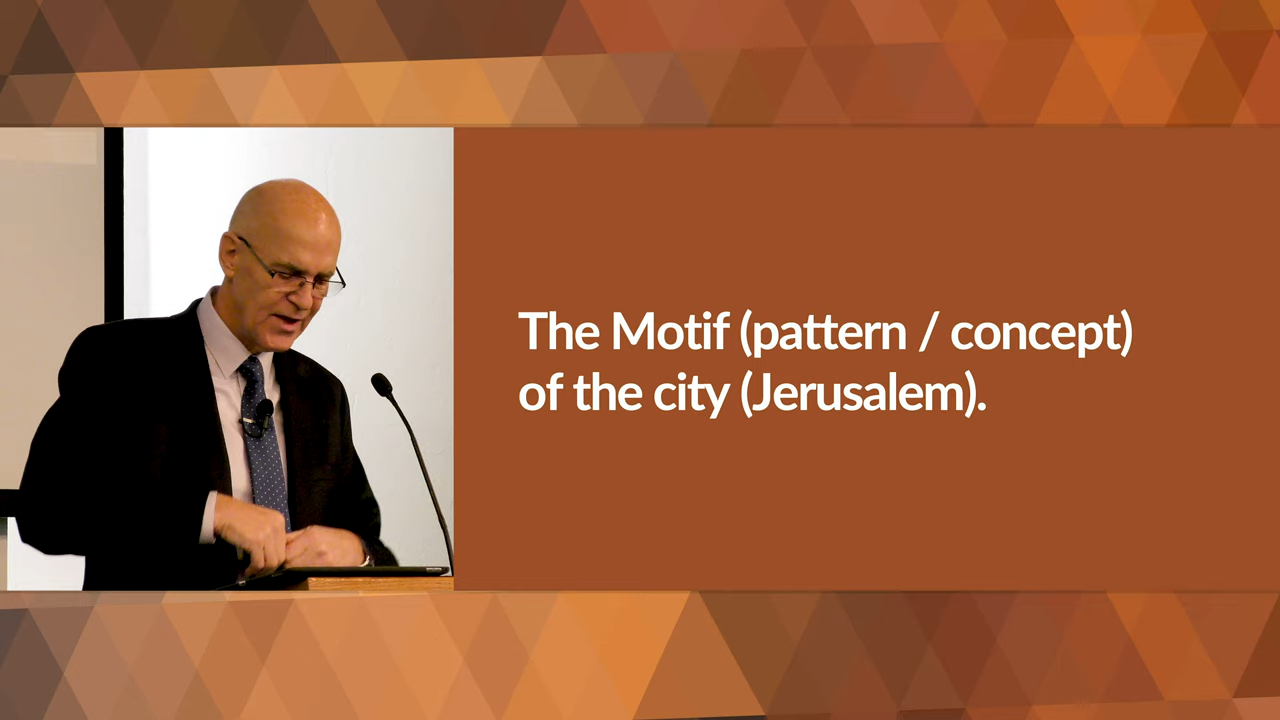 The Motif (pattern / concept)
of the city (Jerusalem).